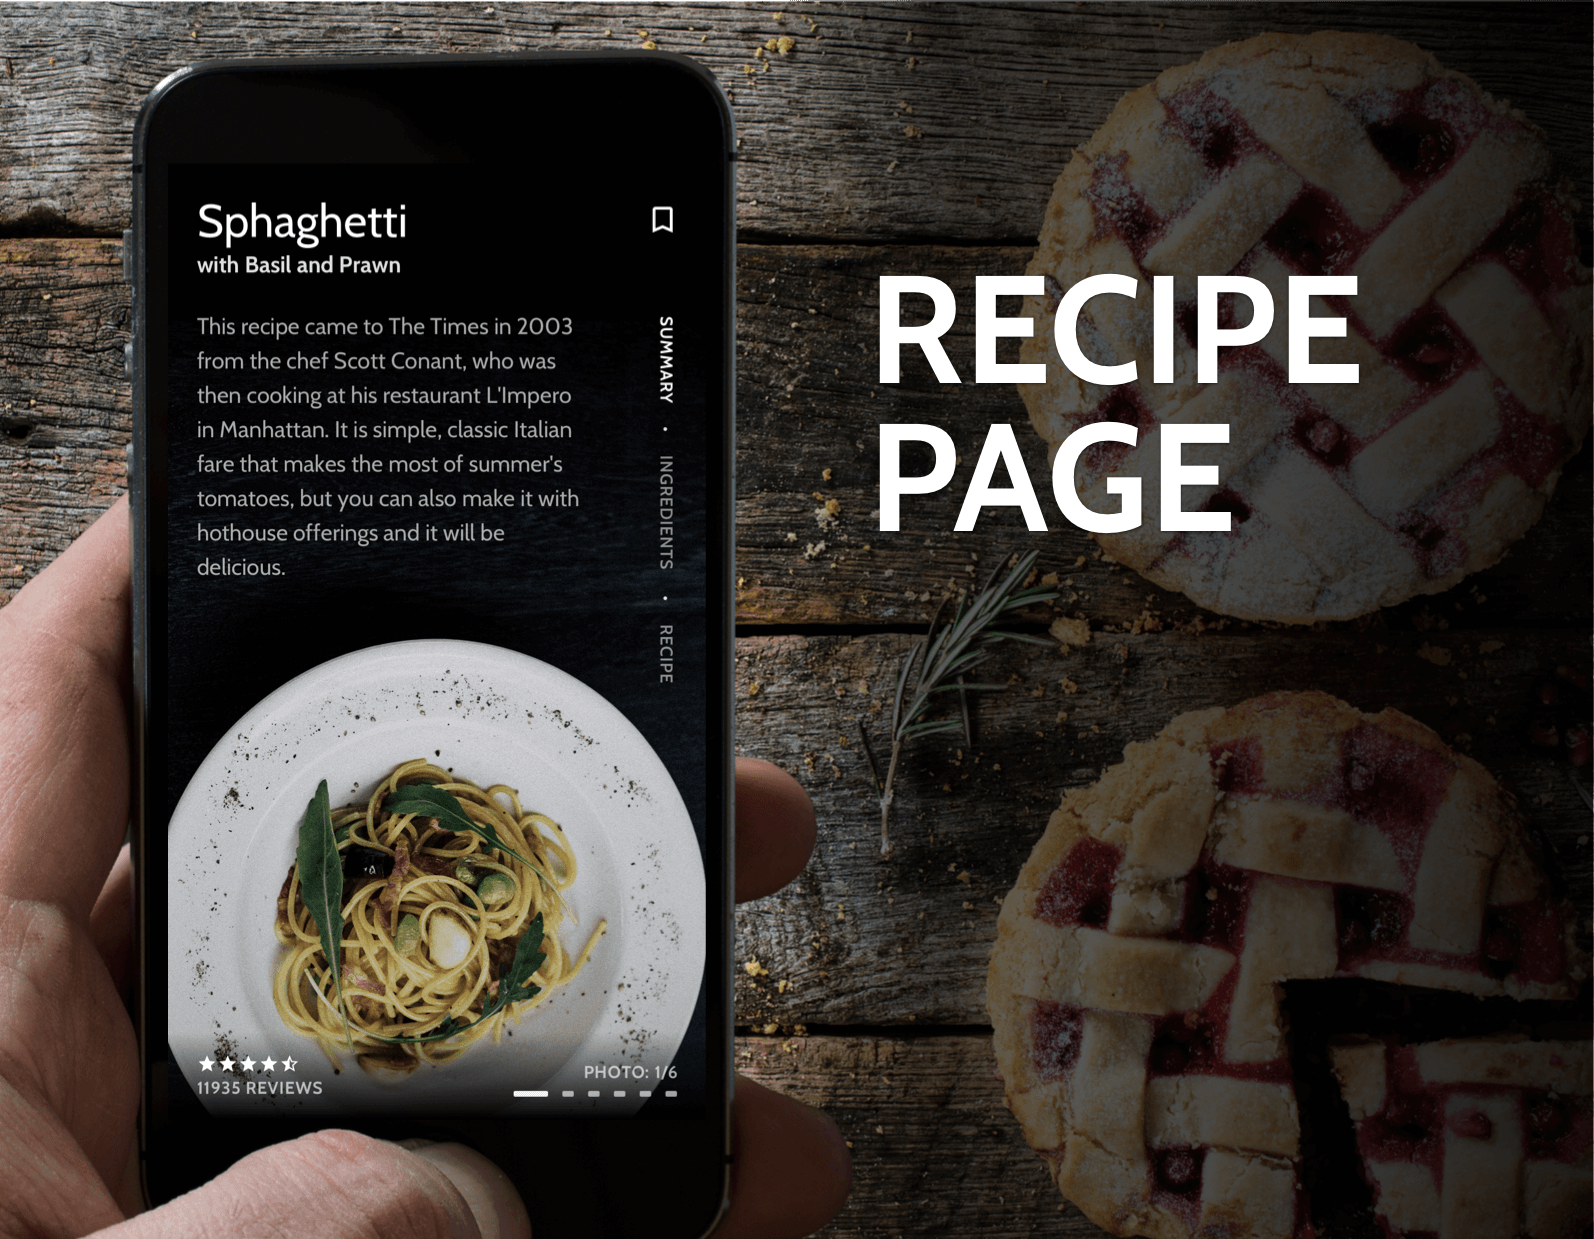 Sphaghetti
with Basil and Prawn
This recipe came to The Times in 2003
from the chef Scott Conant, who was
then cooking at his restaurant L'Impero
in Manhattan. It is simple, classic Italian
fare that makes the most of summer's
tomatoes, but you can also make it with
hothouse offerings and it will be
delicious.
SUMMARY • INGREDIENTS • RECIPE
11935 REVIEWS
PHOTO: 1/6
RECIPE
PAGE